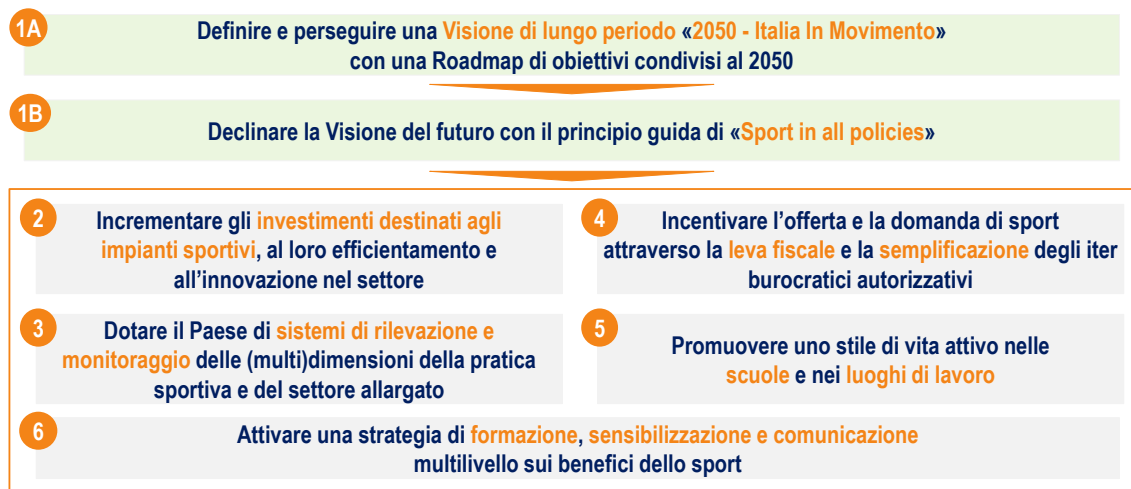 1A
Definire e perseguire una Visione di lungo periodo «2050 - Italia In Movimento»
con una Roadmap di obiettivi condivisi al 2050
1B
Declinare la Visione del futuro con il principio guida di «Sport in all policies»
2
Incrementare gli investimenti destinati agli
impianti sportivi, al loro efficientamento e
all’innovazione nel settore
4
Incentivare l’offerta e la domanda di sport
attraverso la leva fiscale e la semplificazione degli iter
burocratici autorizzativi
3
Dotare il Paese di sistemi di rilevazione e
monitoraggio delle (multi)dimensioni della pratica
sportiva e del settore allargato
5
Promuovere uno stile di vita attivo nelle
scuole e nei luoghi di lavoro
6
Attivare una strategia di formazione, sensibilizzazione e comunicazione
multilivello sui benefici dello sport